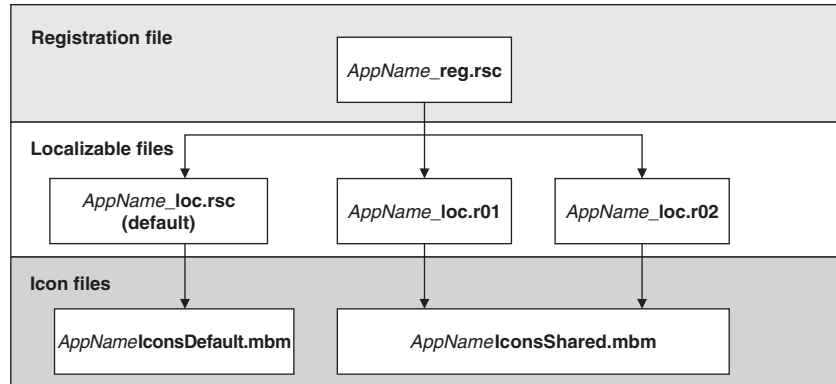 Registration file
AppName_reg.rsc
Localizable files
AppName_loc.rsc
(default)
AppName_loc.r01
AppName_loc.r02
Icon files
AppNameIconsDefault.mbm
AppNameIconsShared.mbm